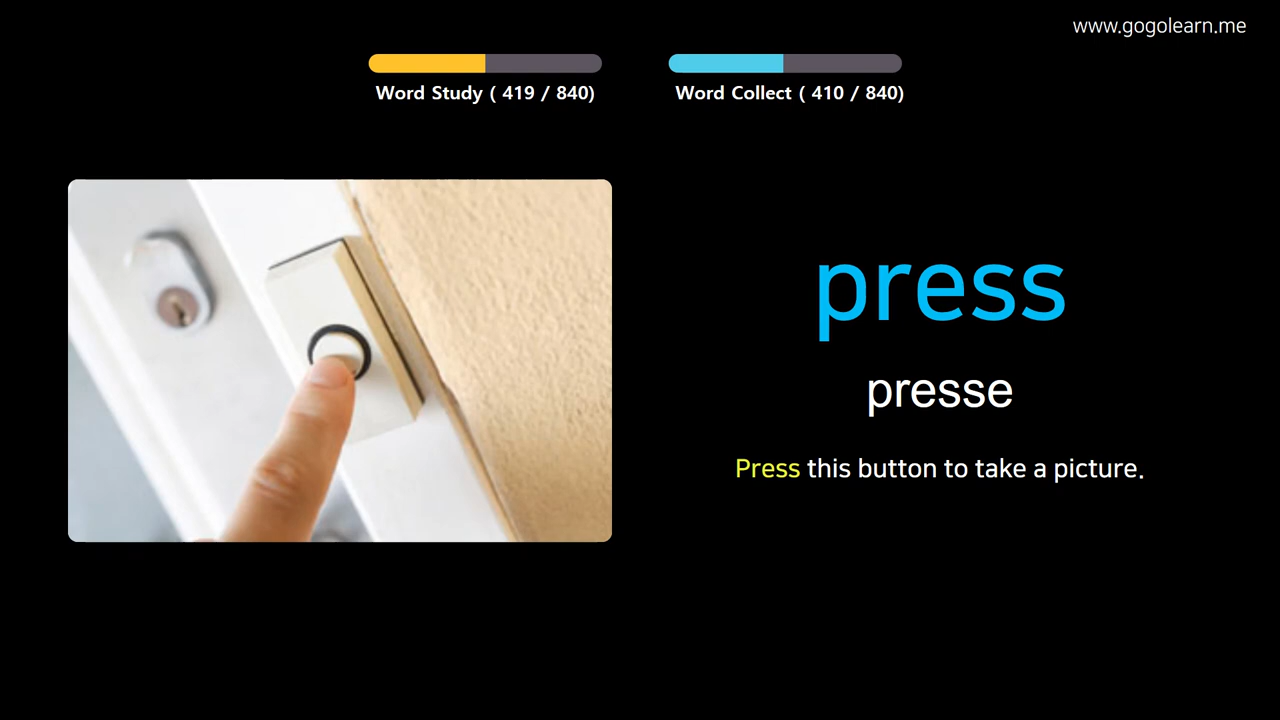 www.gogolearn.me
Word Study ( 419 / 840)
Word Collect ( 410 / 840)
press
presse
Press this button to take a picture.